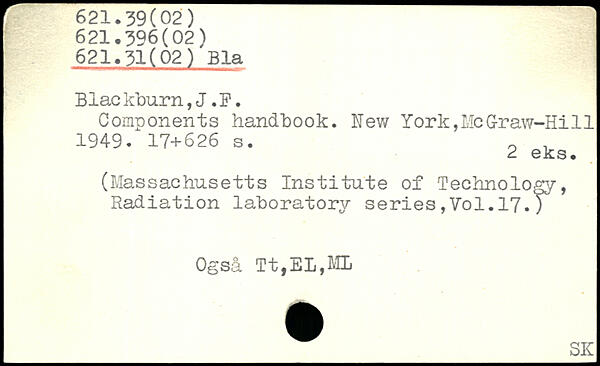 621.39(02)
621.396(02)
621.31(02) Bla
Blackburn,J.F.
Components handbook. New York,McGraw-Hill
1949. 17+626 s.
2 eks.
(Massachusetts Institute of Technology,
Radiation laboratory series,Vol.17.)
Også Tt,EL,ML
SK